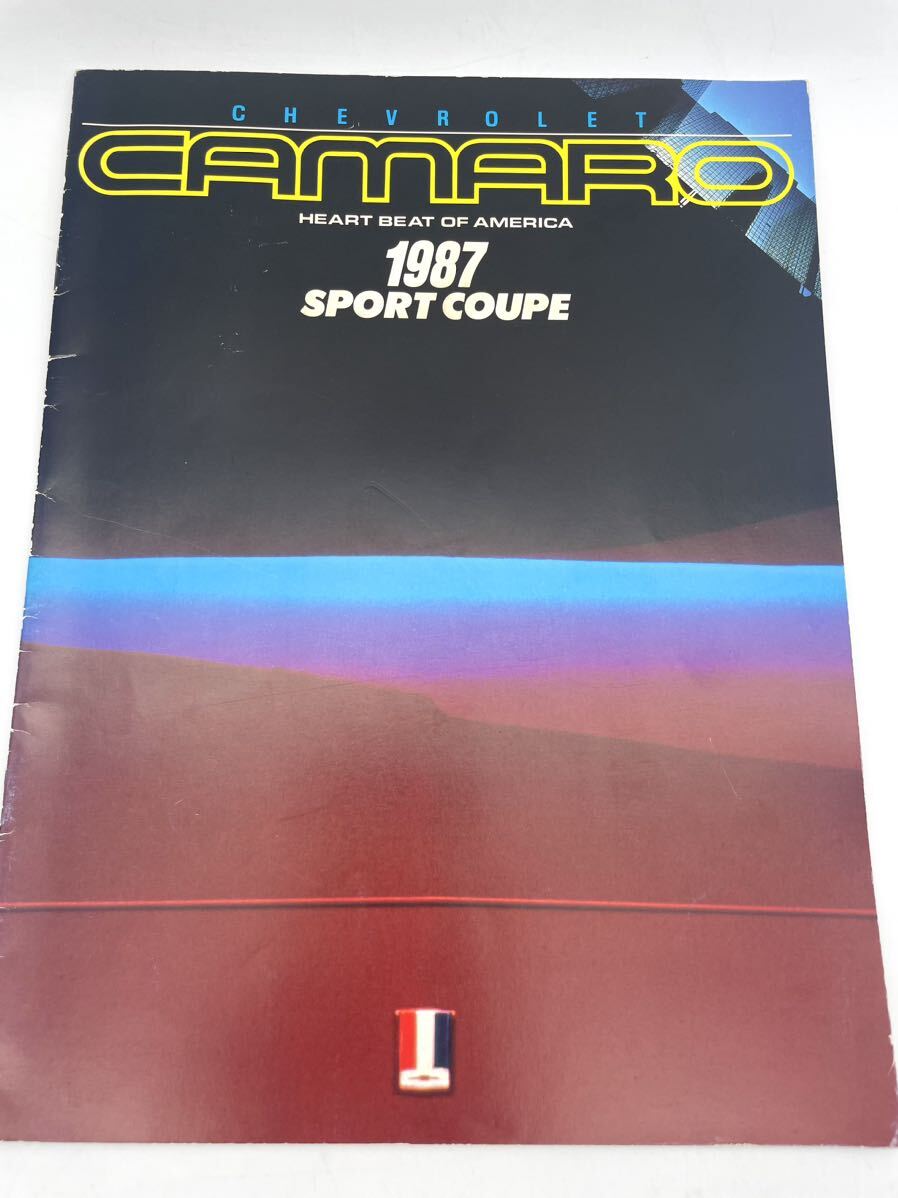 CHEVROLET
CAMARO
HEART BEAT OF AMERICA
1987
SPORT COUPE